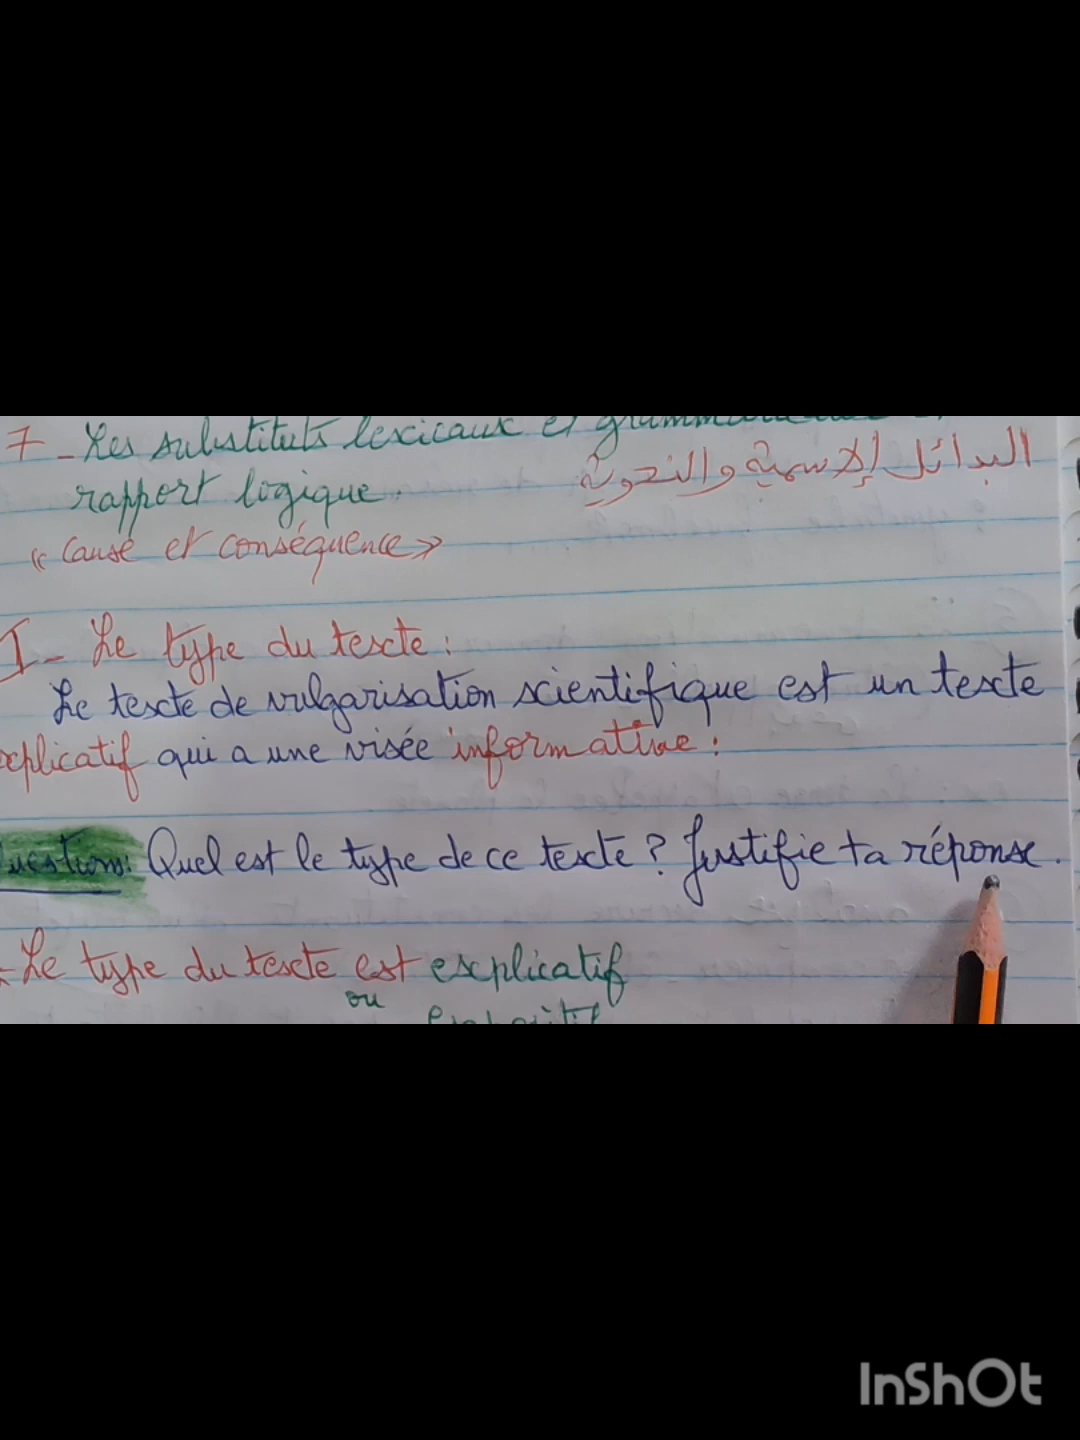 7 - Les substituts lexicaux et
البدائل الإسمية والنحوية
rapport logique.
« cause et conséquence »
I - Le type du texte :
Le texte de vulgarisation scientifique est un texte
explicatif qui a une visée informative :
Question: Quel est le type de ce texte ? Justifie ta réponse.
- Le type du texte est explicatif
ou
InShOt